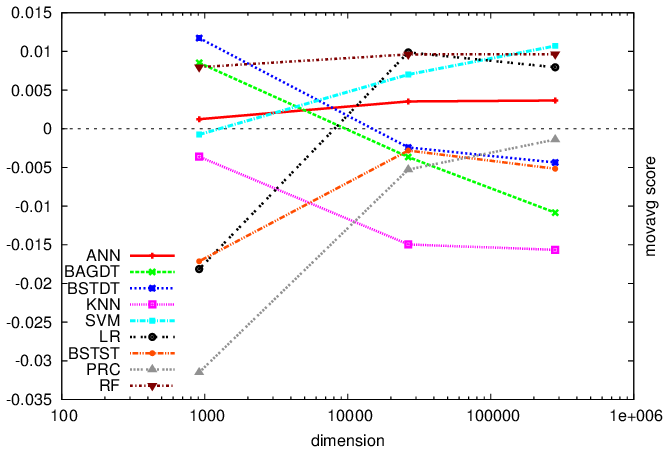 0.015
0.01
0.005
0
-0.005
-0.01
-0.015
-0.02
-0.025
-0.03
-0.035
ANN
BAGDT
BSTDT
KNN
SVM
LR
BSTST
PRC
RF
100
1000
10000
100000
1e+006
dimension
movavg score